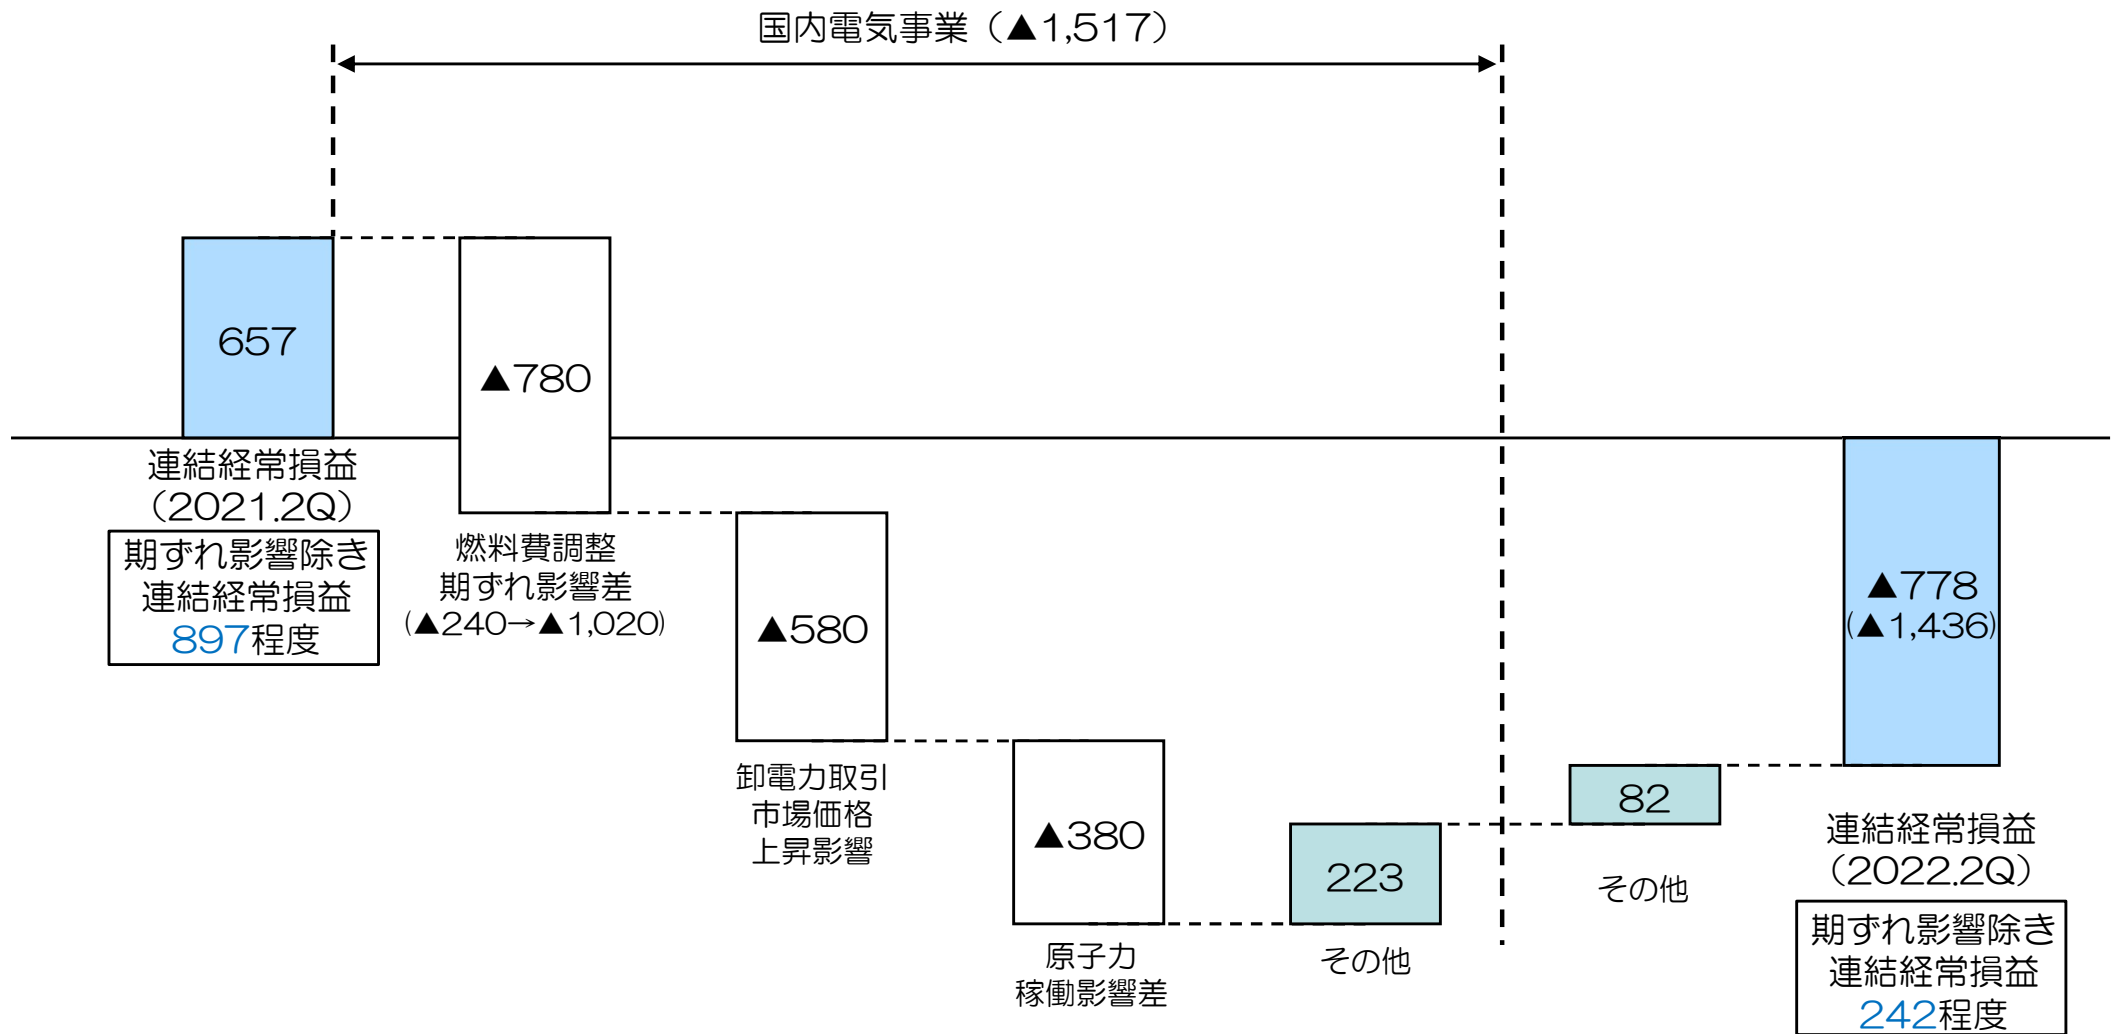 国内電気事業（▲1,517）
657
連結経常損益
（2021.2Q）
期ずれ影響除き
連結経常損益
897程度
▲780
燃料費調整
期ずれ影響差
(▲240→▲1,020)
▲580
卸電力取引
市場価格
上昇影響
▲380
原子力
稼働影響差
223
その他
82
その他
▲778
(▲1,436)
連結経常損益
（2022.2Q）
期ずれ影響除き
連結経常損益
242程度